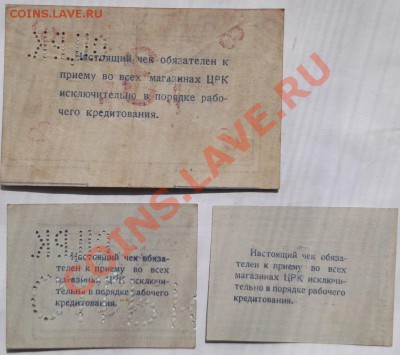 COINS.LAVE.RU
Настоящий чек обязателен к
приему во всех магазинах ЦРК
исключительно в порядке рабо-
чего кредитования.
Настоящий чек обяза-
телен к приему во всех
магазинах ЦРК исключи-
тельно в порядке рабочего
кредитования.
Настоящий чек обяза-
телен к приему во всех
магазинах ЦРК исключи-
тельно в порядке рабочего
кредитования.
COINS.LAVE.RU